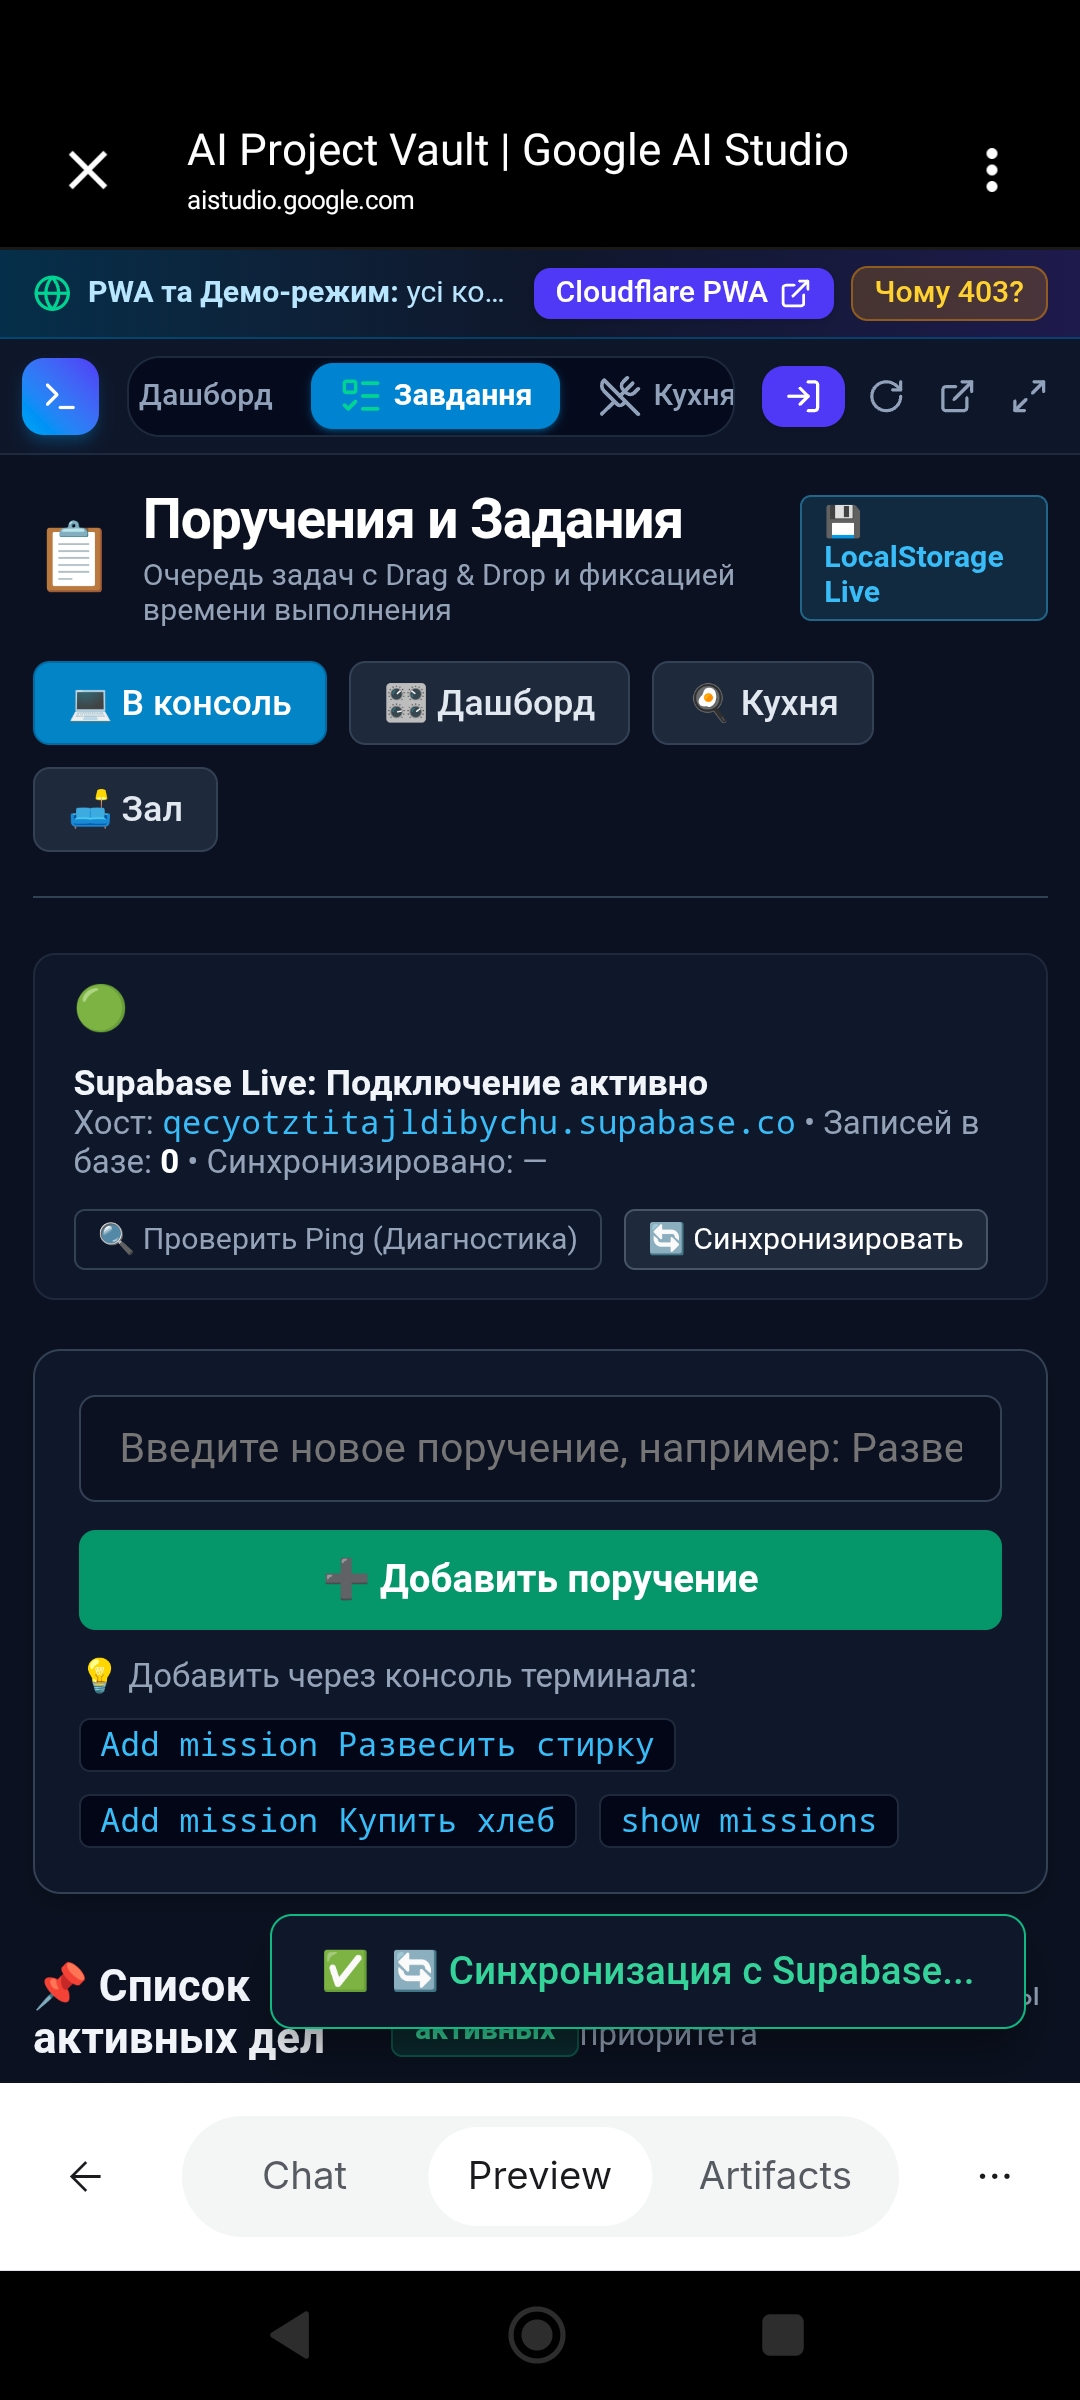 AI Project Vault | Google AI Studio
aistudio.google.com
PWA та Демо-режим: усі ко...
Cloudflare PWA
Чому 403?
Дашборд
Завдання
Кухня
Поручения и Задания
Очередь задач с Drag & Drop и фиксацией
времени выполнения
💾
LocalStorage
Live
💻 В консоль
🎛️ Дашборд
🍳 Кухня
🛋️ Зал
🟢
Supabase Live: Подключение активно
Хост: qecyotztitajldibychu.supabase.co • Записей в
базе: 0 • Синхронизировано: —
🔍 Проверить Ping (Диагностика)
🔄 Синхронизировать
Введите новое поручение, например: Разве
➕ Добавить поручение
💡 Добавить через консоль терминала:
Add mission Развесить стирку
Add mission Купить хлеб
show missions
📌 Список
активных дел
✅ 🔄 Синхронизация с Supabase...
активных
приоритета
Chat
Preview
Artifacts